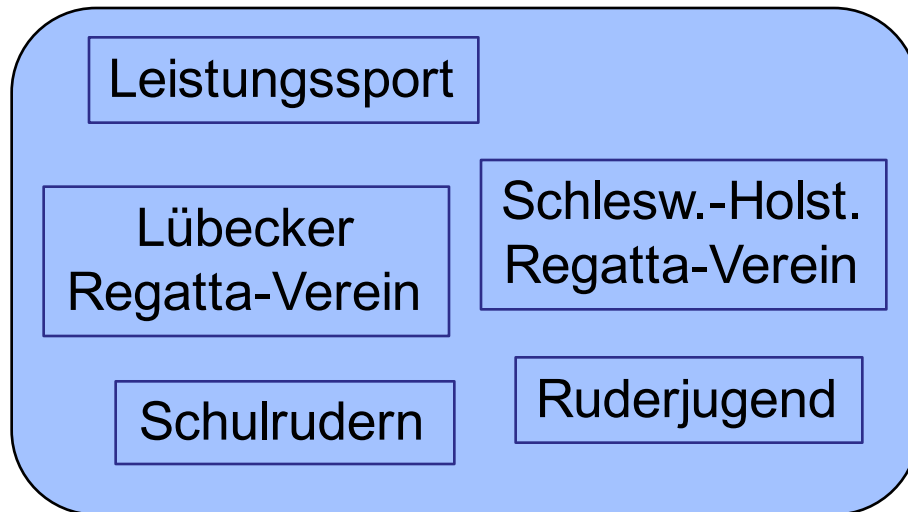 Leistungssport
Lübecker
Regatta-Verein
Schlesw.-Holst.
Regatta-Verein
Schulrudern
Ruderjugend